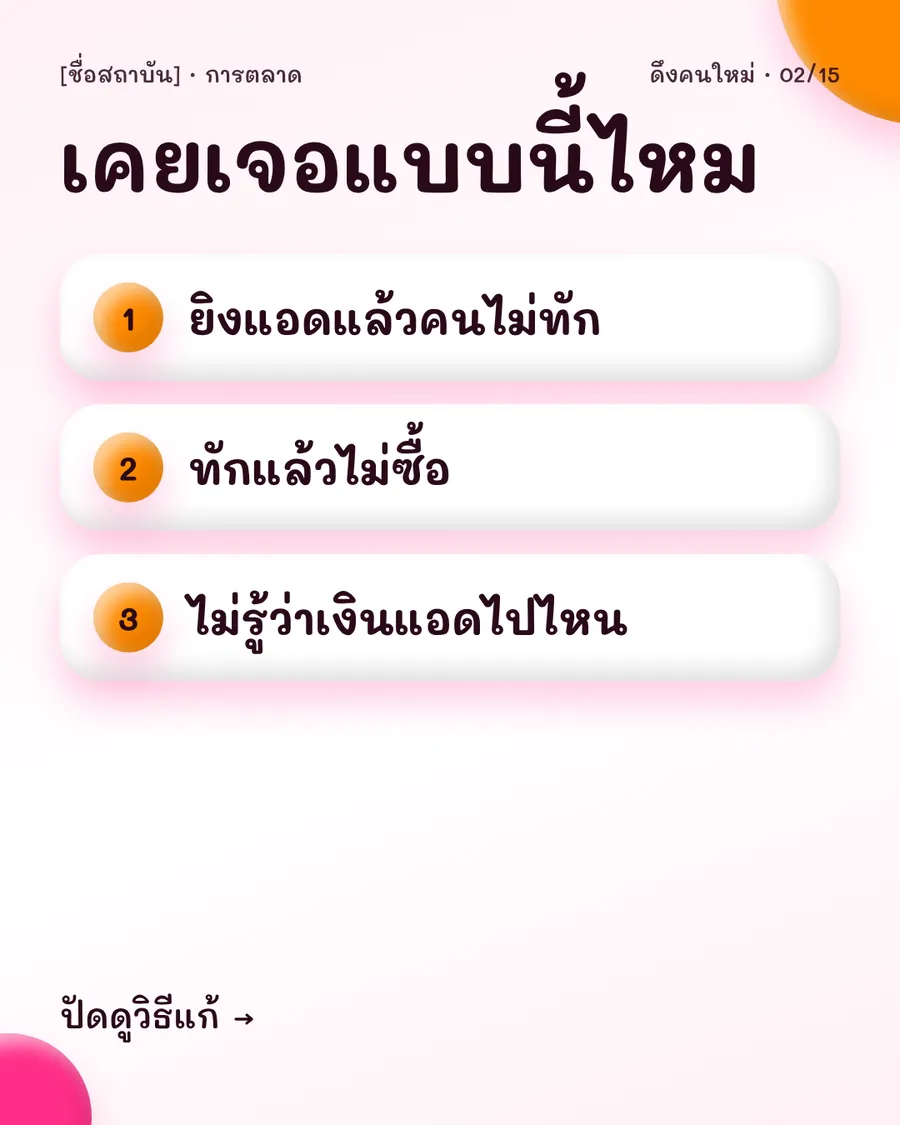 [ชื่อสถาบัน] · การตลาด
ดึงคนใหม่ · 02/15
เคยเจอแบบนี้ไหม
1 ยิงแอดแล้วคนไม่ทัก
2 ทักแล้วไม่ซื้อ
3 ไม่รู้ว่าเงินแอดไปไหน
ปัดดูวิธีแก้ →